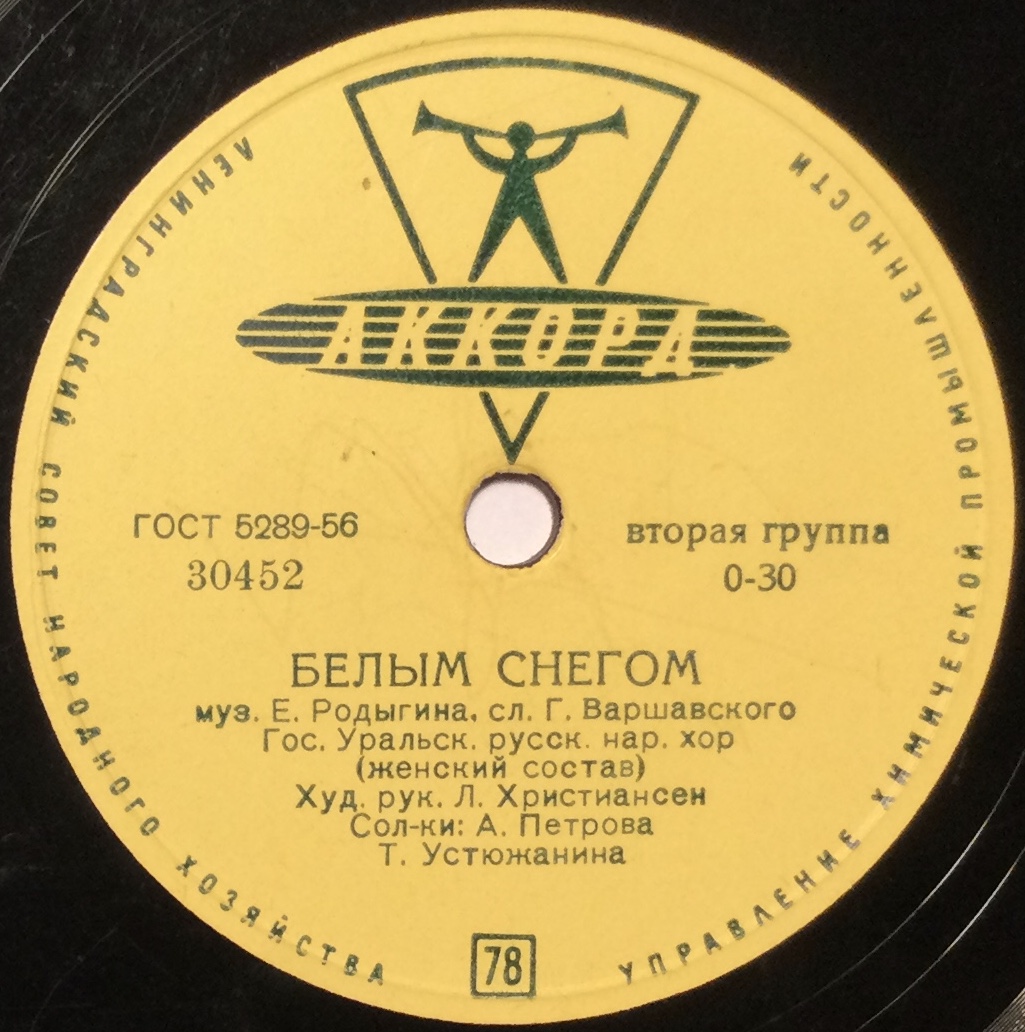 АККОРД
ЛЕНИНГРАДСКИЙ СОВЕТ НАРОДНОГО ХОЗЯЙСТВА
УПРАВЛЕНИЕ ХИМИЧЕСКОЙ ПРОМЫШЛЕННОСТИ
ГОСТ 5289-56
30452
вторая группа
0-30
БЕЛЫМ СНЕГОМ
муз. Е. Родыгина, сл. Г. Варшавского
Гос. Уральск. русск. нар. хор
(женский состав)
Худ. рук. Л. Христиансен
Сол-ки: А. Петрова
Т. Устюжанина
78